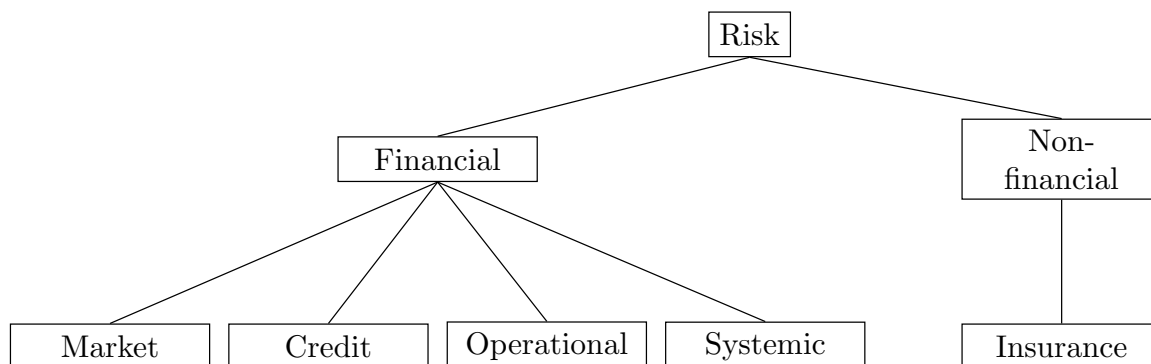 Risk
Financial
Non-
financial
Market
Credit
Operational
Systemic
Insurance